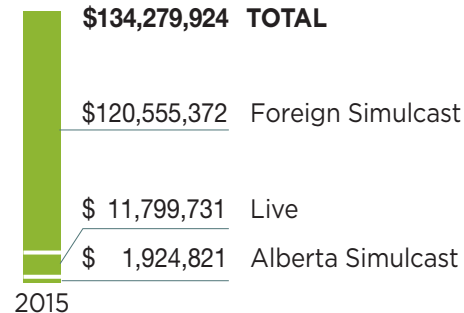 $134,279,924 TOTAL
$120,555,372 Foreign Simulcast
$ 11,799,731 Live
$ 1,924,821 Alberta Simulcast
2015